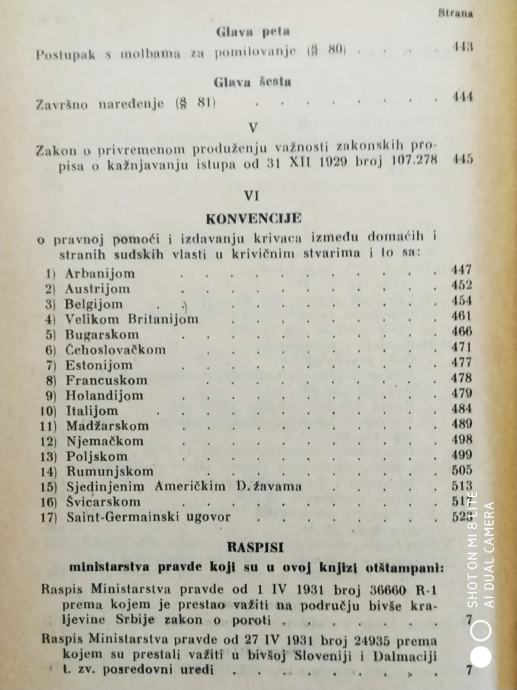 Strana
Glava peta
Postupak s molbama za pomilovanje (§ 80) . . . . 443
Glava šesta
Završno naređenje (§ 81) . . . . . . . . 444
V
Zakon o privremenom produženju važnosti zakonskih pro-
pisa o kažnjavanju istupa od 31 XII 1929 broj 107.278 445
VI
KONVENCIJE
o pravnoj pomoći i izdavanju krivaca između domaćih i
stranih sudskih vlasti u krivičnim stvarima i to sa:
1) Arbanijom . . . . . . . . . . 447
2) Austrijom . . . . . . . . . . 452
3) Belgijom . . . . . . . . . . 454
4) Velikom Britanijom . . . . . . . . 461
5) Bugarskom . . . . . . . . . . 466
6) Čehoslovačkom . . . . . . . . . 471
7) Estonijom . . . . . . . . . . 477
8) Francuskom . . . . . . . . . 478
9) Holandijom . . . . . . . . . 479
10) Italijom . . . . . . . . . . 484
11) Madžarskom . . . . . . . . . 489
12) Njemačkom . . . . . . . . . 498
13) Poljskom . . . . . . . . . . 499
14) Rumunjskom . . . . . . . . . 505
15) Sjedinjenim Američkim D.žavama . . . . . 513
16) Švicarskom . . . . . . . . .
17) Saint-Germainski ugovor . . . . . . . 523
RASPISI
ministarstva pravde koji su u ovoj knjizi otštampani:
Raspis Ministarstva pravde od 1 IV 1931 broj 36660 R-1
prema kojem je prestao važiti na području bivše kra-
ljevine Srbije zakon o poroti . . . . . . . 7
Raspis Ministarstva pravde od 27 IV 1931 broj 24935 prema
kojem su prestali važiti u bivšoj Sloveniji i Dalmaciji
t. zv. posredovni uredi . . . . . . . . 7
SHOT ON MI 8 LITE
AI DUAL CAMERA